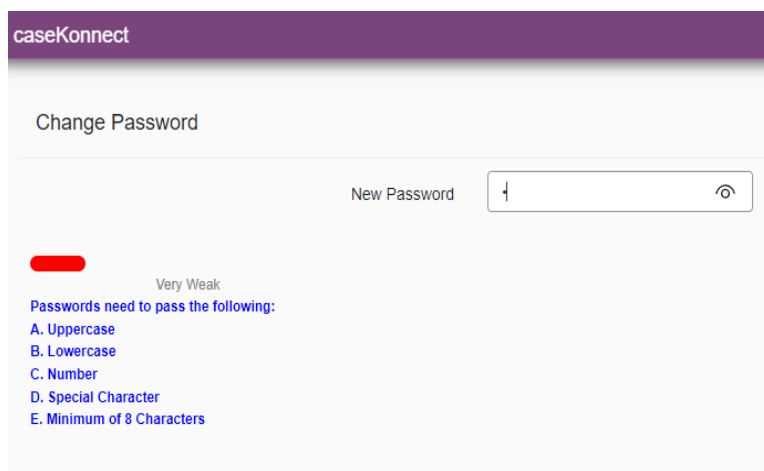 caseKonnect
Change Password
New Password
Very Weak
Passwords need to pass the following:
A. Uppercase
B. Lowercase
C. Number
D. Special Character
E. Minimum of 8 Characters